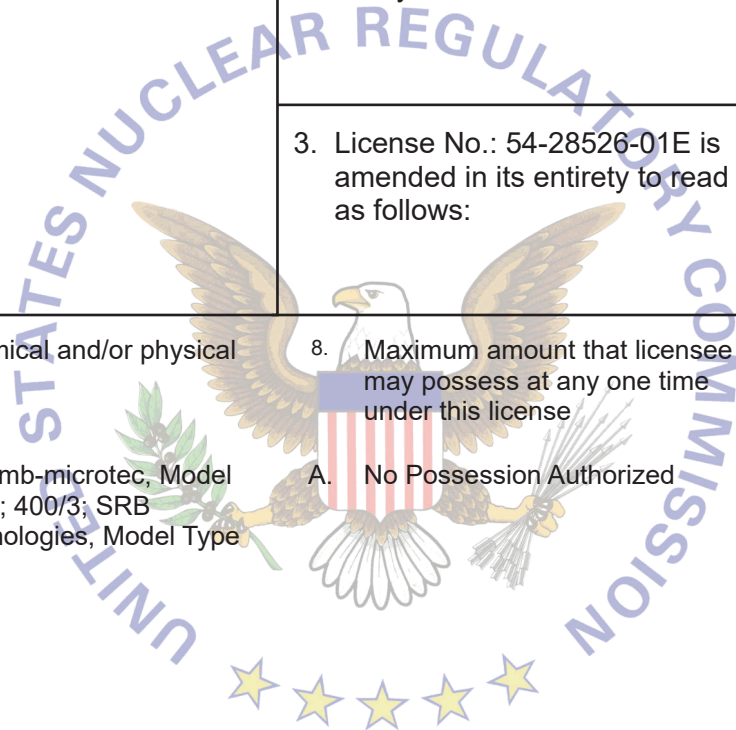 3. License No.: 54-28526-01E is
amended in its entirety to read
as follows:
nical and/or physical
8. Maximum amount that licensee
may possess at any one time
under this license
mb-microtec, Model
; 400/3; SRB
nologies, Model Type
A. No Possession Authorized
UNITED STATES NUCLEAR REGULATORY COMMISSION